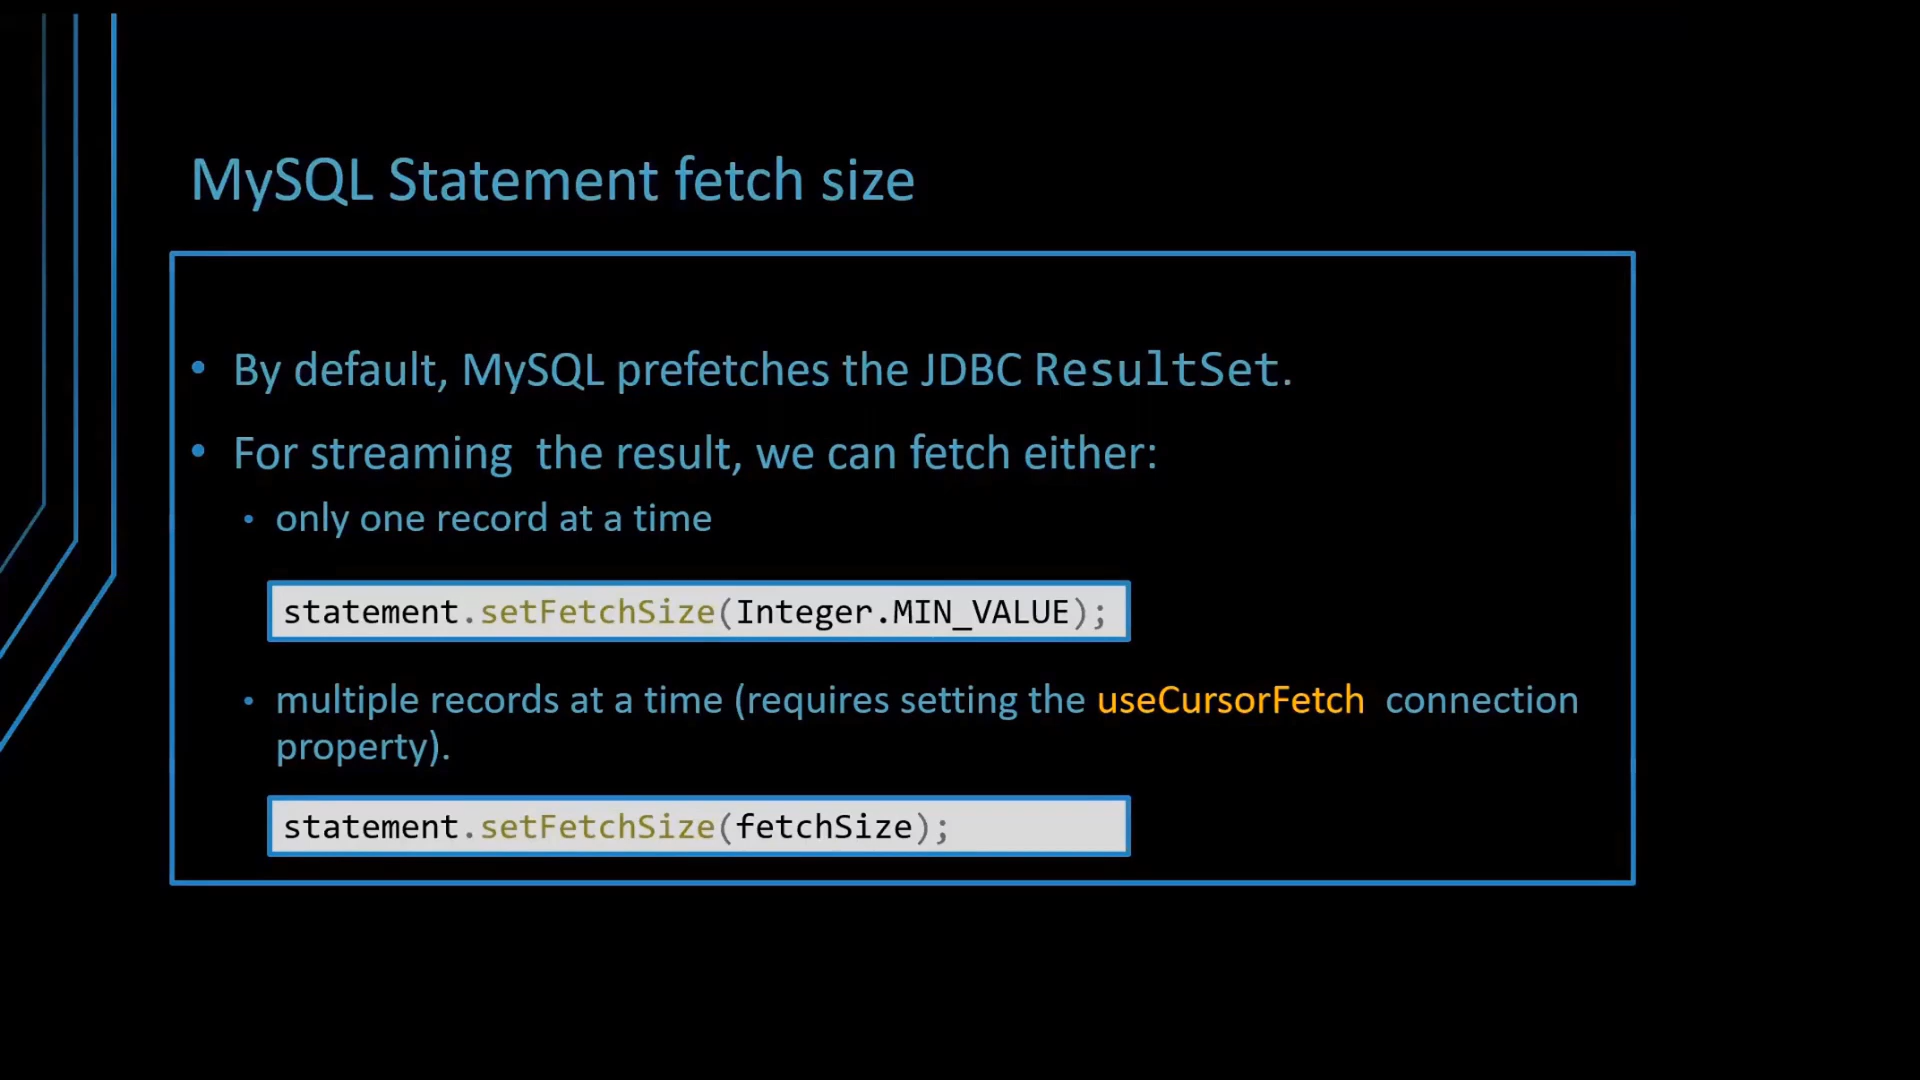 MySQL Statement fetch size
• By default, MySQL prefetches the JDBC ResultSet.
• For streaming  the result, we can fetch either:
• only one record at a time
statement.setFetchSize(Integer.MIN_VALUE);
• multiple records at a time (requires setting the useCursorFetch  connection
property).
statement.setFetchSize(fetchSize);